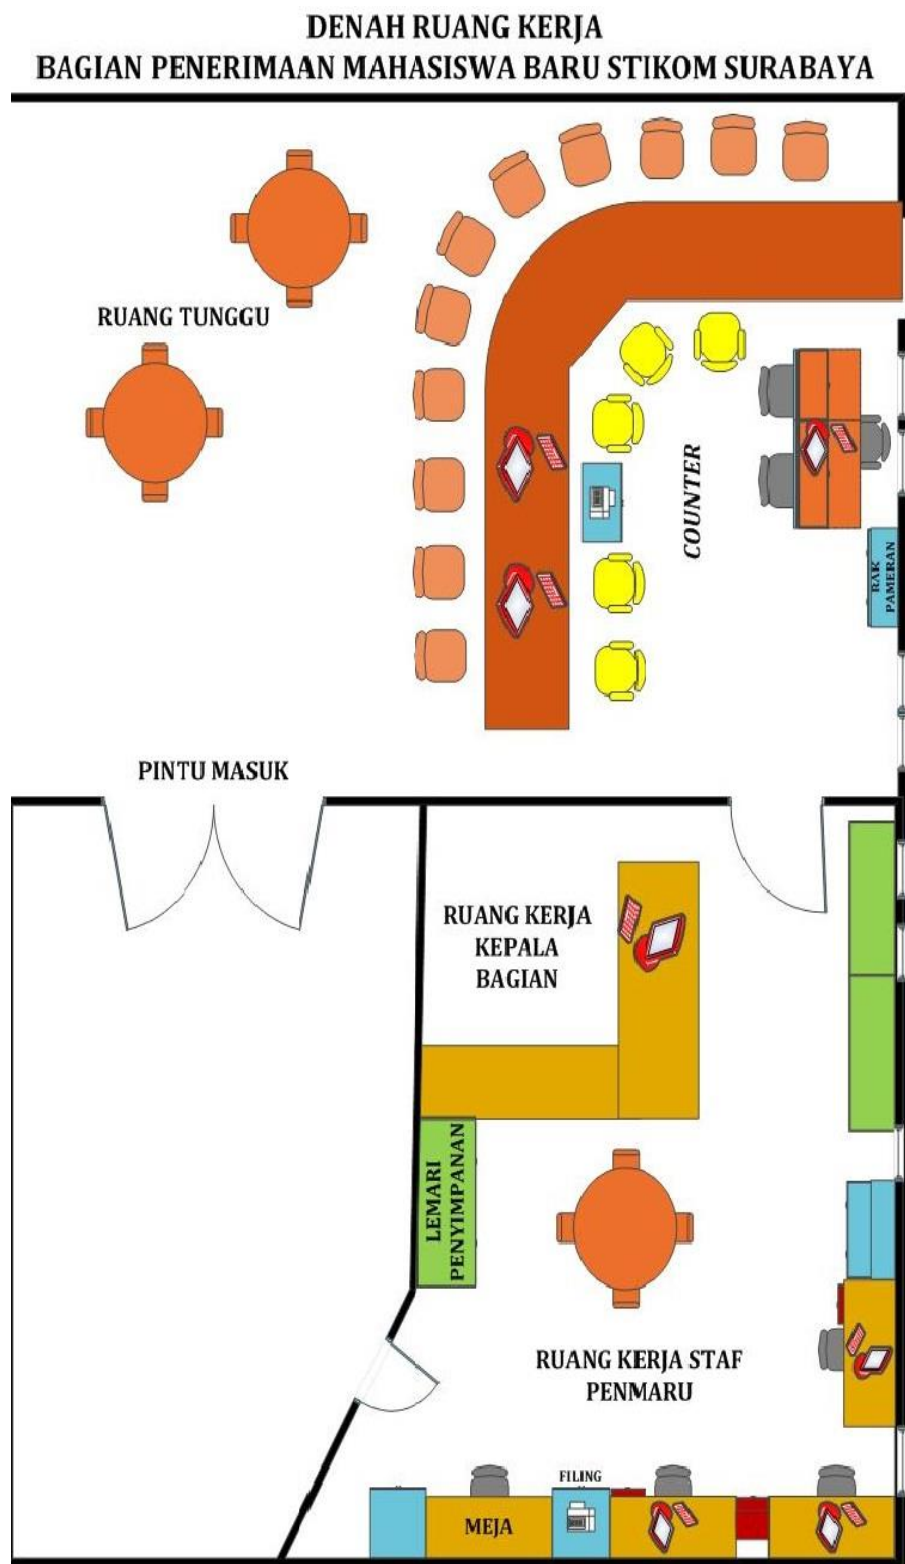 DENAH RUANG KERJA
BAGIAN PENERIMAAN MAHASISWA BARU STIKOM SURABAYA
RUANG TUNGGU
COUNTER
RAK
PAMERAN
PINTU MASUK
RUANG KERJA
KEPALA
BAGIAN
LEMARI
PENYIMPANAN
RUANG KERJA STAF
PENMARU
FILING
MEJA